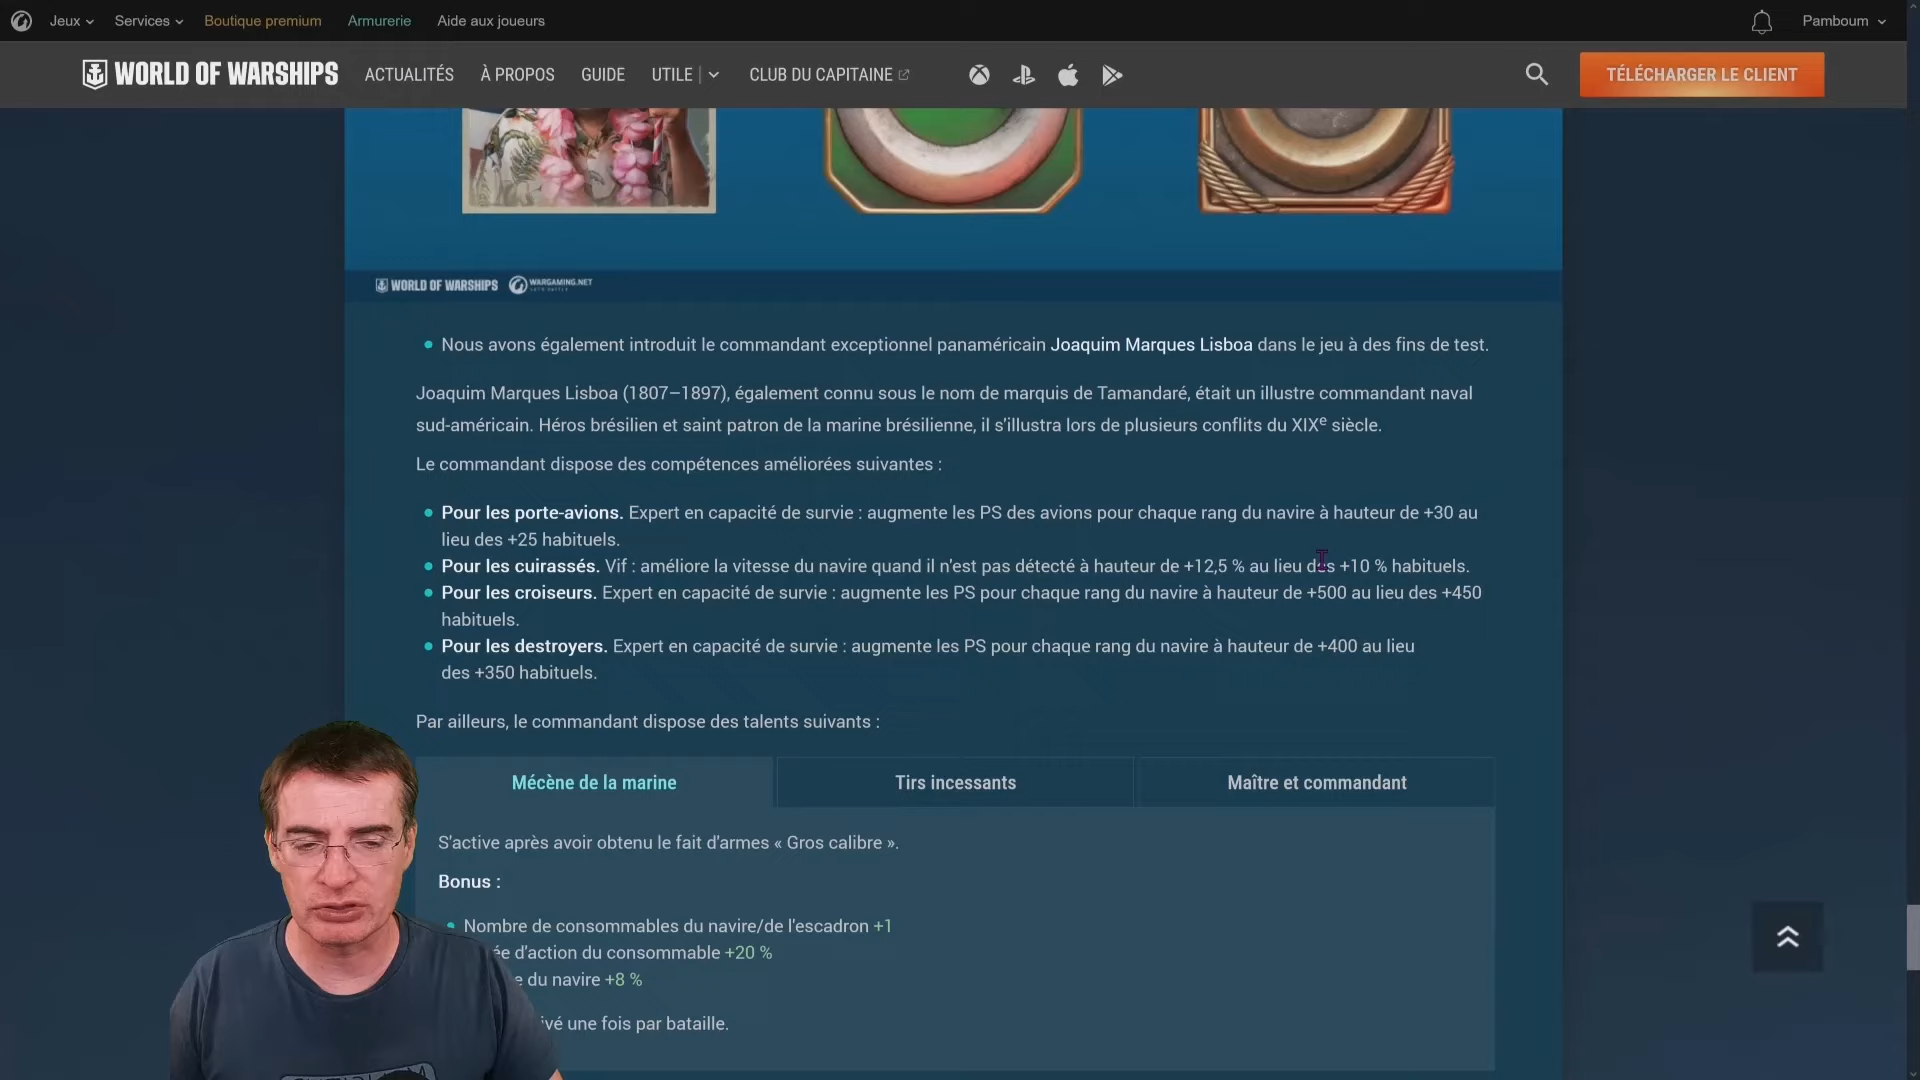 Jeux Services Boutique premium Armurerie Aide aux joueurs Pamboum
WORLD OF WARSHIPS ACTUALITÉS À PROPOS GUIDE UTILE CLUB DU CAPITAINE TÉLÉCHARGER LE CLIENT
WORLD OF WARSHIPS WARGAMING.NET
Nous avons également introduit le commandant exceptionnel panaméricain Joaquim Marques Lisboa dans le jeu à des fins de test.
Joaquim Marques Lisboa (1807–1897), également connu sous le nom de marquis de Tamandaré, était un illustre commandant naval
sud-américain. Héros brésilien et saint patron de la marine brésilienne, il s'illustra lors de plusieurs conflits du XIXe siècle.
Le commandant dispose des compétences améliorées suivantes :
Pour les porte-avions. Expert en capacité de survie : augmente les PS des avions pour chaque rang du navire à hauteur de +30 au
lieu des +25 habituels.
Pour les cuirassés. Vif : améliore la vitesse du navire quand il n'est pas détecté à hauteur de +12,5 % au lieu des +10 % habituels.
Pour les croiseurs. Expert en capacité de survie : augmente les PS pour chaque rang du navire à hauteur de +500 au lieu des +450
habituels.
Pour les destroyers. Expert en capacité de survie : augmente les PS pour chaque rang du navire à hauteur de +400 au lieu
des +350 habituels.
Par ailleurs, le commandant dispose des talents suivants :
Mécène de la marine Tirs incessants Maître et commandant
S'active après avoir obtenu le fait d'armes « Gros calibre ».
Bonus :
Nombre de consommables du navire/de l'escadron +1
ée d'action du consommable +20 %
e du navire +8 %
ivé une fois par bataille.